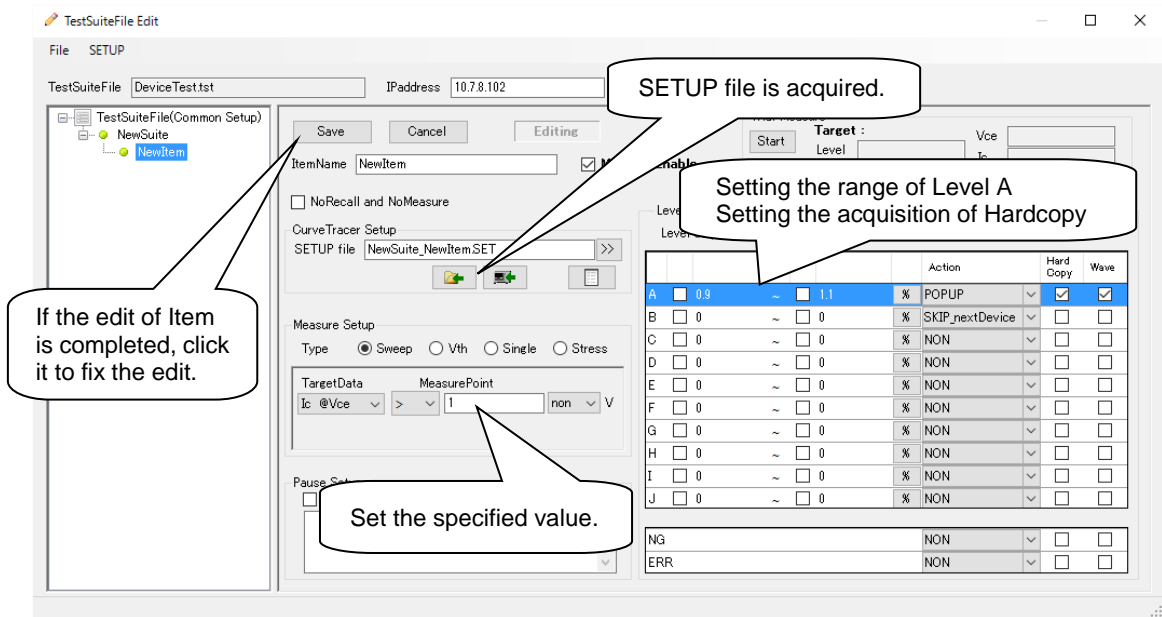 TestSuiteFile Edit
File SETUP
TestSuiteFile DeviceTest.tst IPaddress 10.7.8.102
SETUP file is acquired.
TestSuiteFile(Common Setup)
NewSuite
NewItem
Save Cancel Editing
ItemName NewItem
NoRecall and NoMeasure
CurveTracer Setup
SETUP file NewSuite_NewItem.SET >>
Start Target :
Level
Vce
Setting the range of Level A
Setting the acquisition of Hardcopy
If the edit of Item
is completed, click
it to fix the edit.
Measure Setup
Type Sweep Vth Single Stress
TargetData MeasurePoint
Ic @Vce > 1 non V
Set the specified value.
Action Hard Copy Wave
A 0.9 ~ 1.1 % POPUP
B 0 ~ 0 % SKIP_nextDevice
C 0 ~ 0 % NON
D 0 ~ 0 % NON
E 0 ~ 0 % NON
F 0 ~ 0 % NON
G 0 ~ 0 % NON
H 0 ~ 0 % NON
I 0 ~ 0 % NON
J 0 ~ 0 % NON
NG NON
ERR NON